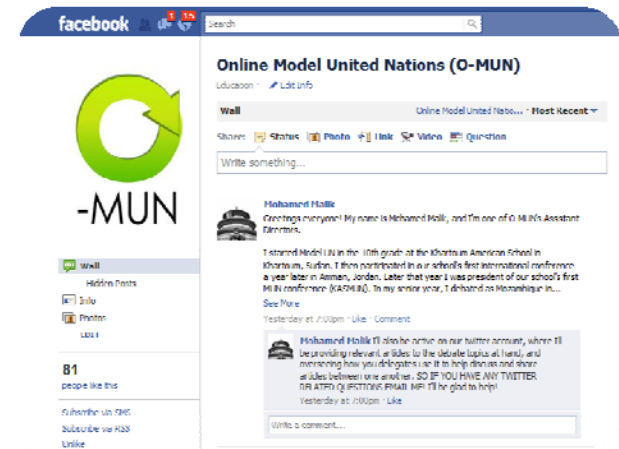 facebook
1
15
Search
Online Model United Nations (O-MUN)
Education · Edit Info
Wall
Online Model United Natio... · Most Recent
Share: Status Photo Link Video Question
Write something...
-MUN
Wall
Hidden Posts
Info
Photos
EDIT
81
people like this
Subscribe via SMS
Subscribe via RSS
Unlike
Mohamed Malik
Greetings everyone! My name is Mohamed Malik, and I'm one of O-MUN's Assistant
Directors.
I started Model UN in the 10th grade at the Khartoum American School in
Khartoum, Sudan. I then participated in our school's first international conference
a year later in Amman, Jordan. Later that year I was president of our school's first
MUN conference (KASMUN). In my senior year, I debated as Mozambique in...
See More
Yesterday at 7:00pm · Like · Comment
Mohamed Malik I'll also be active on our twitter account, where I'll
be providing relevant articles to the debate topics at hand, and
overseeing how you delegates use it to help discuss and share
articles between one another. SO IF YOU HAVE ANY TWITTER
RELATED QUESTIONS EMAIL ME! I'll be glad to help!
Yesterday at 7:00pm · Like
Write a comment...